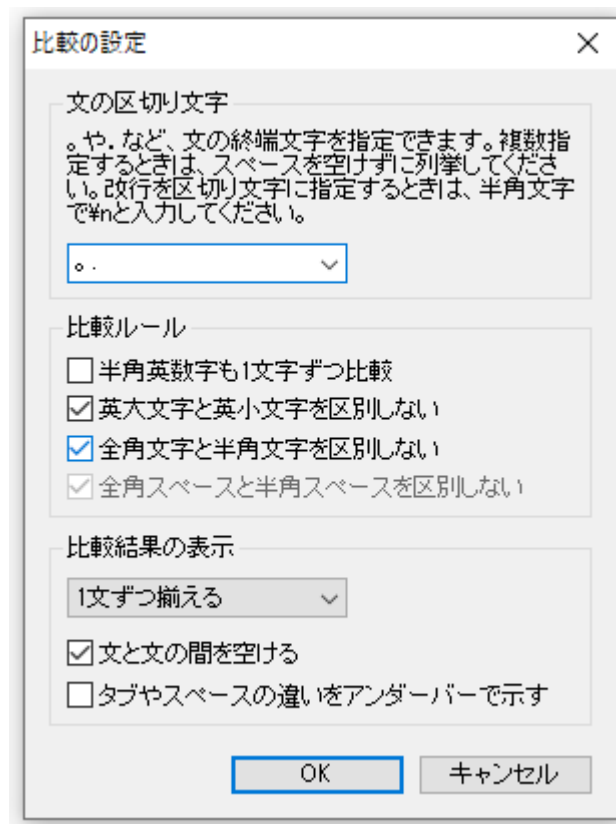 比較の設定
文の区切り文字
。や．など、文の終端文字を指定できます。複数指
定するときは、スペースを空けずに列挙してくださ
い。改行を区切り文字に指定するときは、半角文字
で¥nと入力してください。
。．
比較ルール
半角英数字も1文字ずつ比較
英大文字と英小文字を区別しない
全角文字と半角文字を区別しない
全角スペースと半角スペースを区別しない
比較結果の表示
1文ずつ揃える
文と文の間を空ける
タブやスペースの違いをアンダーバーで示す
OK キャンセル